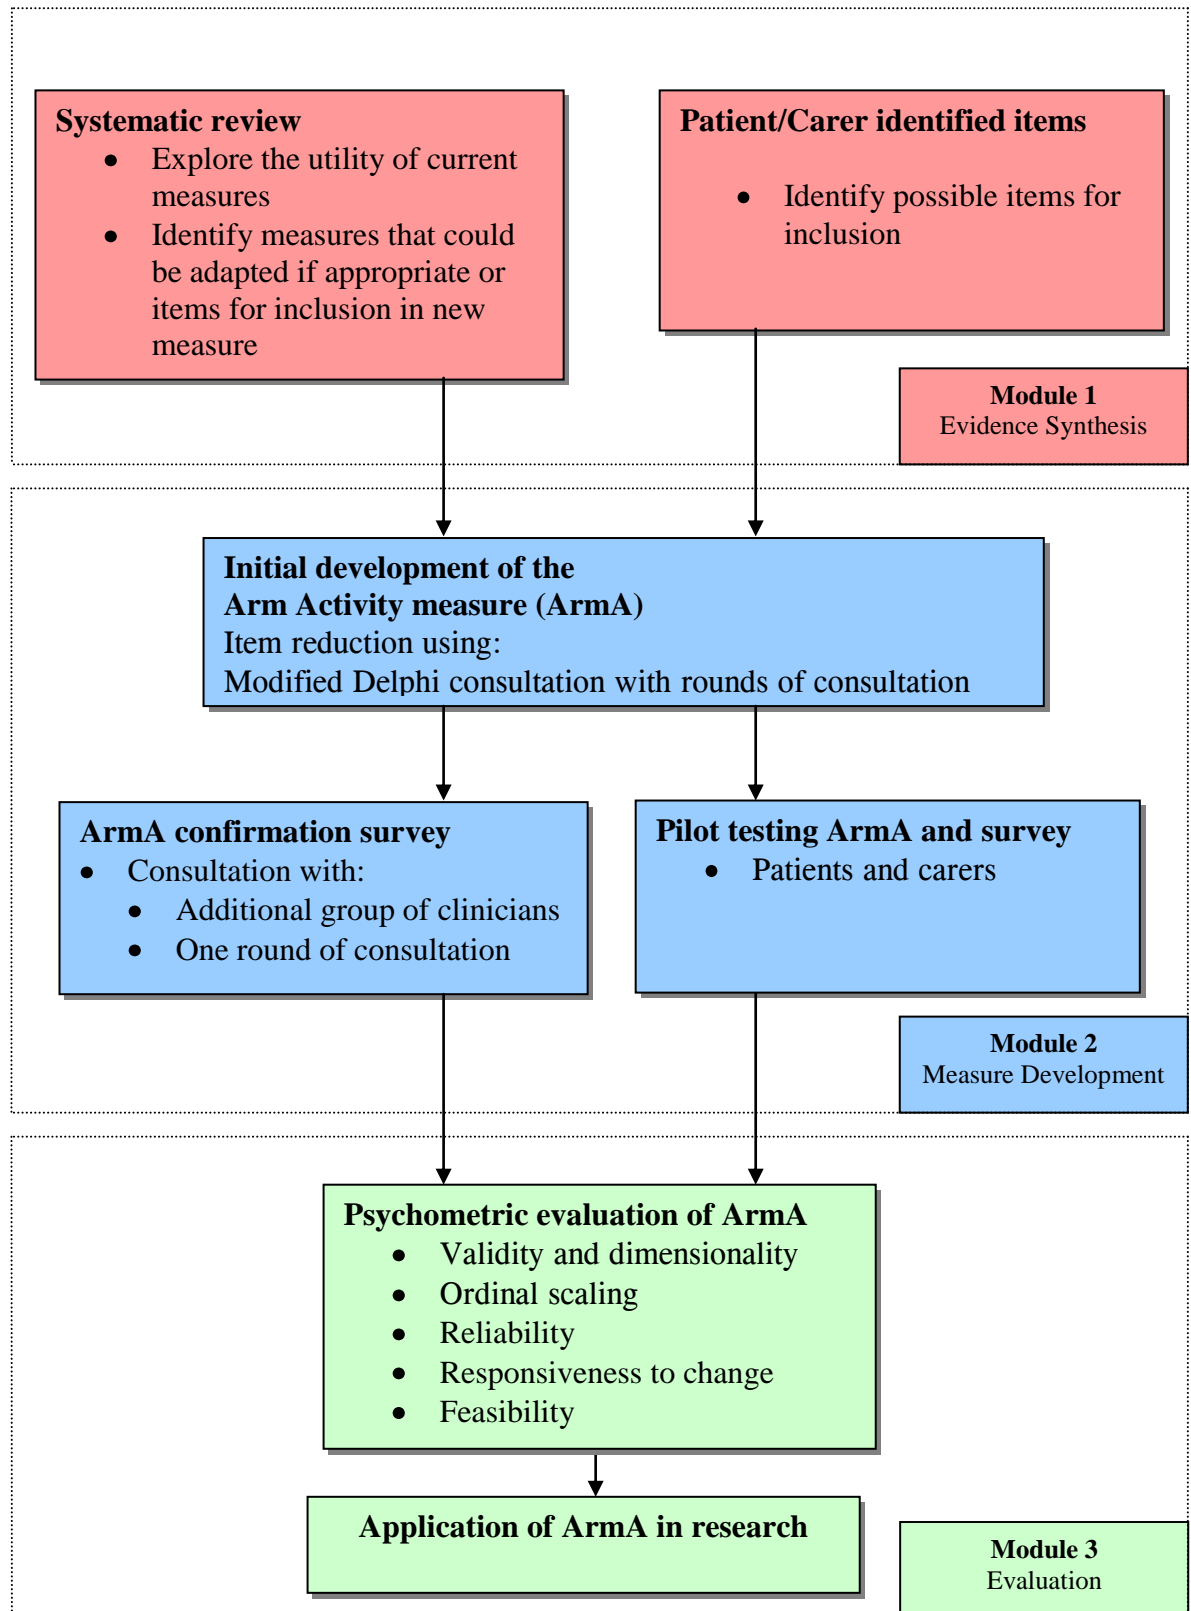 Systematic review
• Explore the utility of current
measures
• Identify measures that could
be adapted if appropriate or
items for inclusion in new
measure
Patient/Carer identified items
• Identify possible items for
inclusion
Module 1
Evidence Synthesis
Initial development of the
Arm Activity measure (ArmA)
Item reduction using:
Modified Delphi consultation with rounds of consultation
ArmA confirmation survey
• Consultation with:
• Additional group of clinicians
• One round of consultation
Pilot testing ArmA and survey
• Patients and carers
Module 2
Measure Development
Psychometric evaluation of ArmA
• Validity and dimensionality
• Ordinal scaling
• Reliability
• Responsiveness to change
• Feasibility
Application of ArmA in research
Module 3
Evaluation